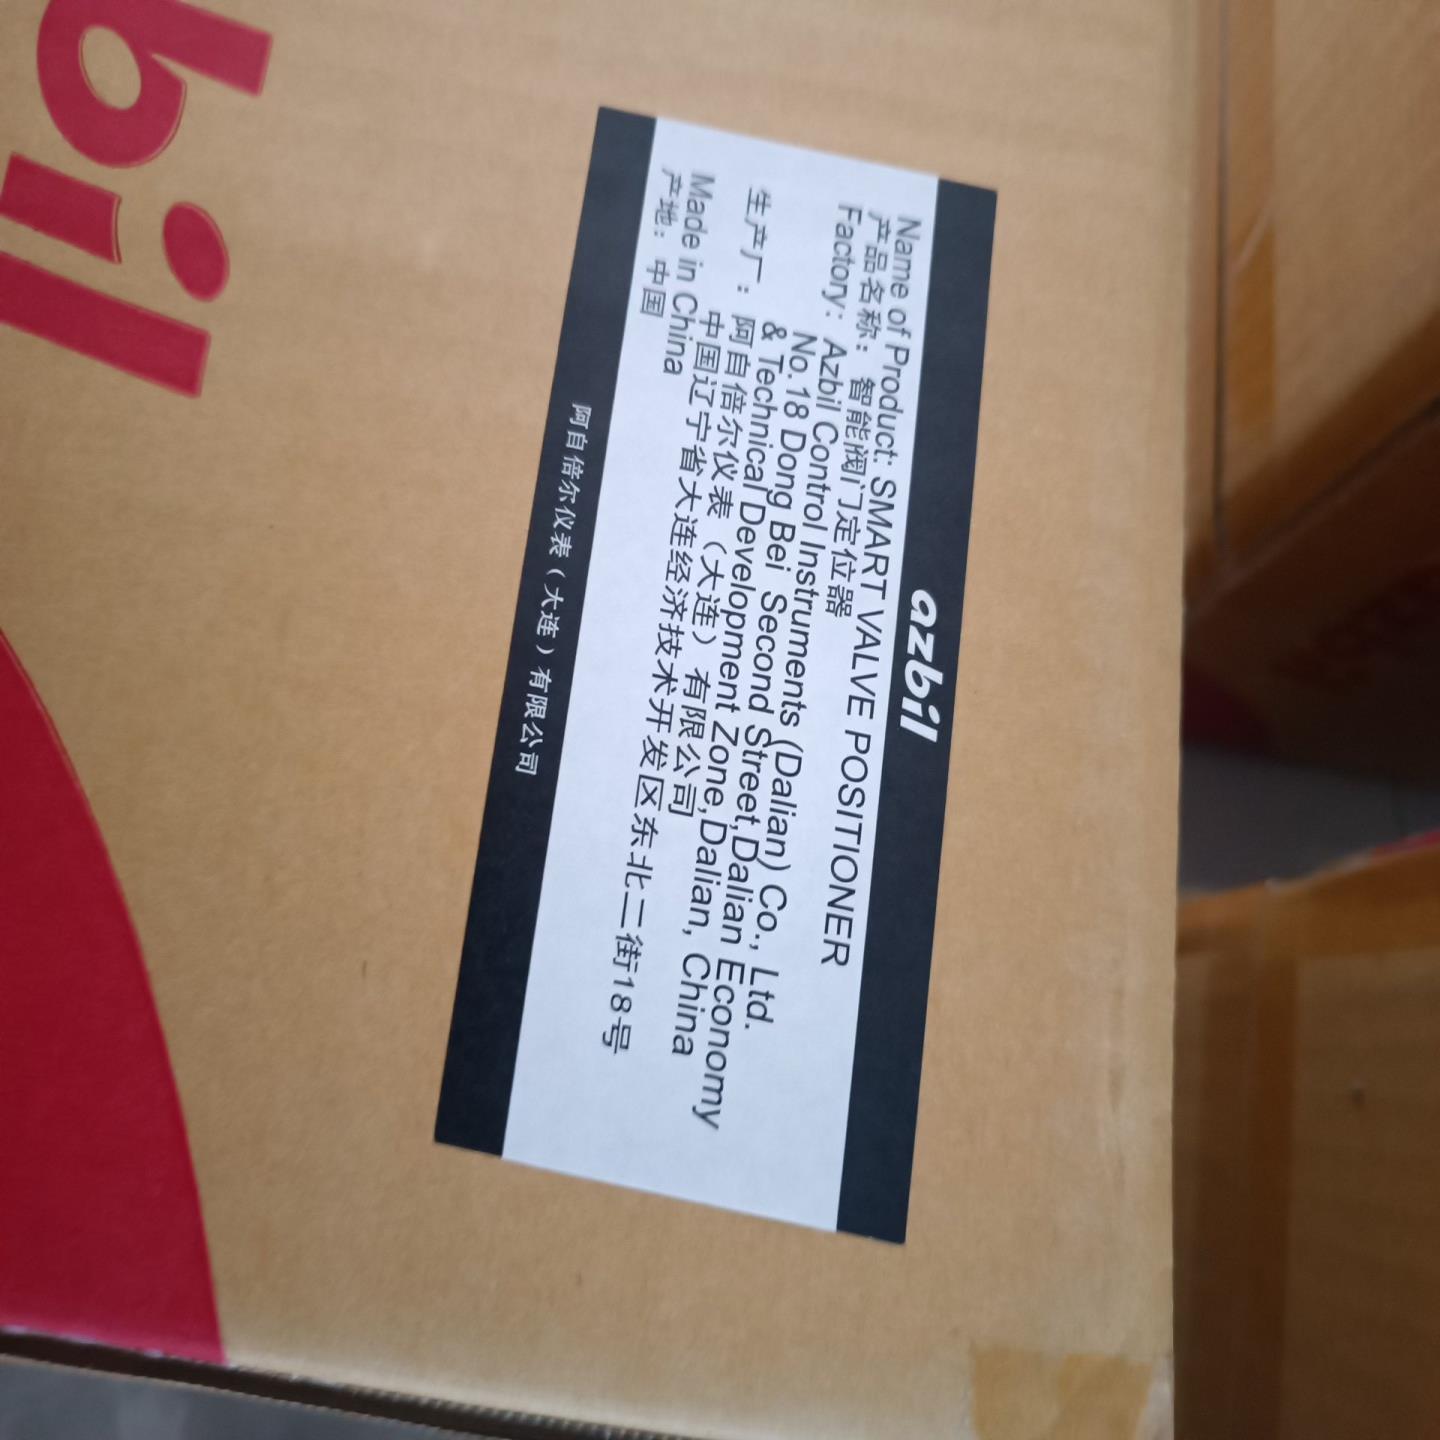 bil
azbil
Name of Product: SMART VALVE POSITIONER
产品名称：智能阀门定位器
Factory: Azbil Control Instruments (Dalian) Co., Ltd.
No.18 Dong Bei Second Street,Dalian Economy
& Technical Development Zone,Dalian, China
生产厂：阿自倍尔仪表（大连）有限公司
中国辽宁省大连经济技术开发区东北二街18号
Made in China
产地：中国
阿自倍尔仪表（大连）有限公司